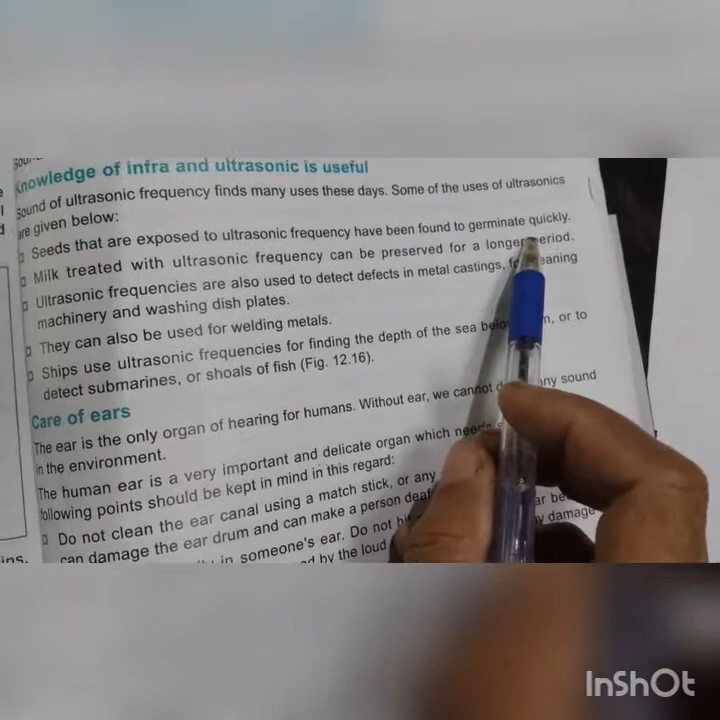 Knowledge of infra and ultrasonic is useful
Sound of ultrasonic frequency finds many uses these days. Some of the uses of ultrasonics
are given below:
Seeds that are exposed to ultrasonic frequency have been found to germinate quickly.
Milk treated with ultrasonic frequency can be preserved for a longer period.
Ultrasonic frequencies are also used to detect defects in metal castings,
machinery and washing dish plates.
They can also be used for welding metals.
Ships use ultrasonic frequencies for finding the depth of the sea or to
detect submarines, or shoals of fish (Fig. 12.16).
Care of ears
The ear is the only organ of hearing for humans. Without ear, we cannot any sound
in the environment.
The human ear is a very important and delicate organ which needs
following points should be kept in mind in this regard:
Do not clean the ear canal using a match stick, or any
can damage the ear drum and can make a person deaf
in someone's ear. Do not damage
by the loud
InShOt